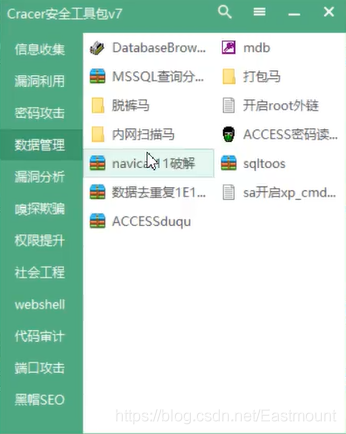 Cracer安全工具包v7
信息收集
漏洞利用
密码攻击
数据管理
漏洞分析
嗅探欺骗
权限提升
社会工程
webshell
代码审计
端口攻击
黑帽SEO
DatabaseBrow... mdb
MSSQL查询分... 打包马
脱裤马 开启root外链
内网扫描马 ACCESS密码读...
navicat11破解 sqltoos
数据去重复1E1... sa开启xp_cmd...
ACCESSduqu
https://blog.csdn.net/Eastmount